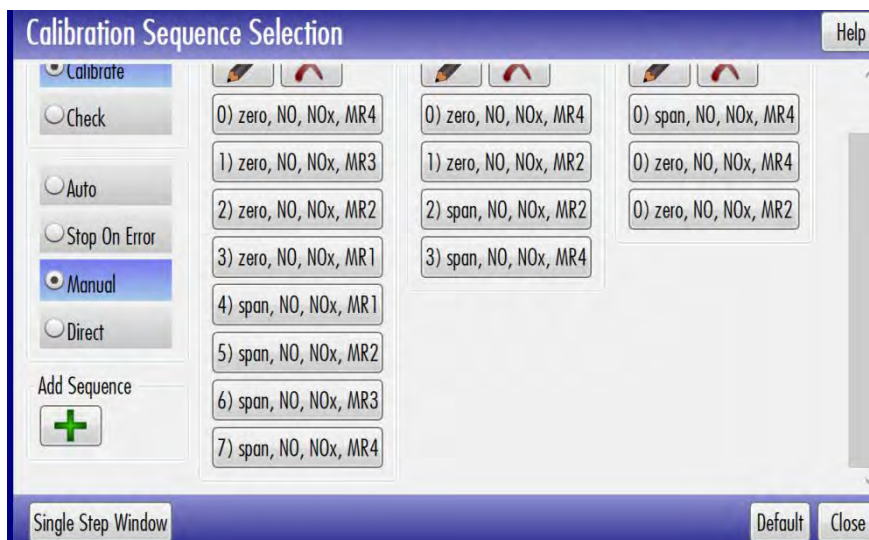 Calibration Sequence Selection
Help
Calibrate
Check
Auto
Stop On Error
Manual
Direct
Add Sequence
0) zero, NO, NOx, MR4
1) zero, NO, NOx, MR3
2) zero, NO, NOx, MR2
3) zero, NO, NOx, MR1
4) span, NO, NOx, MR1
5) span, NO, NOx, MR2
6) span, NO, NOx, MR3
7) span, NO, NOx, MR4
0) zero, NO, NOx, MR4
1) zero, NO, NOx, MR2
2) span, NO, NOx, MR2
3) span, NO, NOx, MR4
0) span, NO, NOx, MR4
0) zero, NO, NOx, MR4
0) zero, NO, NOx, MR2
Single Step Window
Default
Close